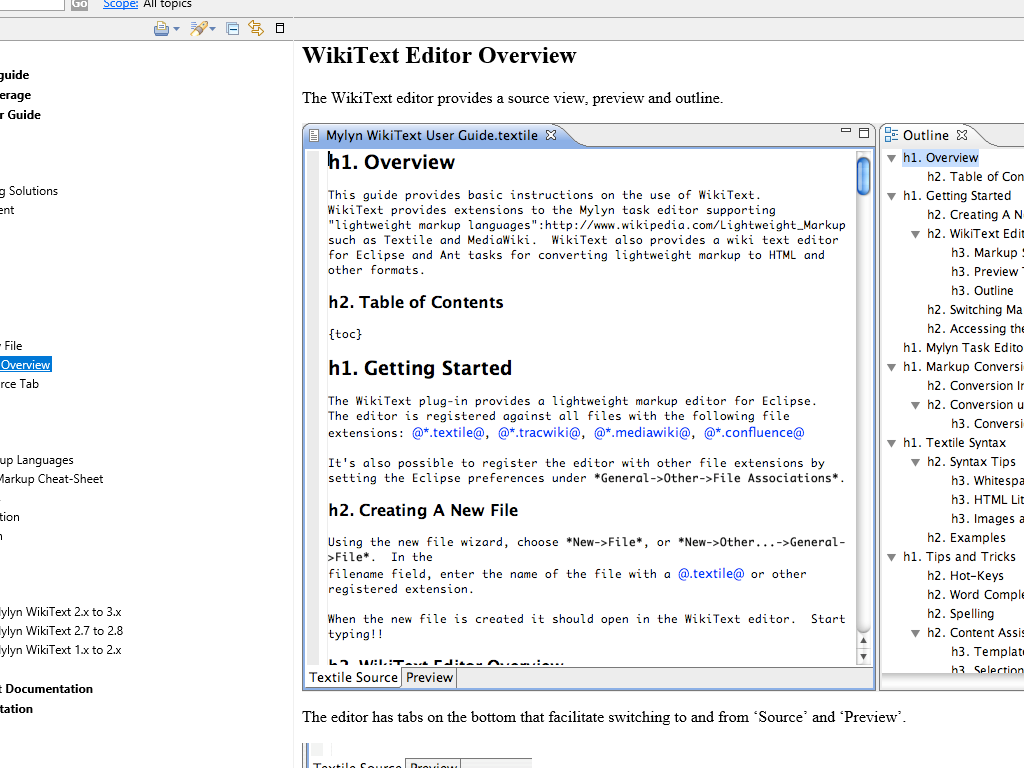 Go Scope: All topics
guide
erage
r Guide
g Solutions
ent
File
Overview
rce Tab
up Languages
Markup Cheat-Sheet
tion
n
Mylyn WikiText 2.x to 3.x
Mylyn WikiText 2.7 to 2.8
Mylyn WikiText 1.x to 2.x
t Documentation
tation
WikiText Editor Overview
The WikiText editor provides a source view, preview and outline.
Mylyn WikiText User Guide.textile
h1. Overview
This guide provides basic instructions on the use of WikiText.
WikiText provides extensions to the Mylyn task editor supporting
"lightweight markup languages":http://www.wikipedia.com/Lightweight_Markup
such as Textile and MediaWiki.  WikiText also provides a wiki text editor
for Eclipse and Ant tasks for converting lightweight markup to HTML and
other formats.
h2. Table of Contents
{toc}
h1. Getting Started
The WikiText plug-in provides a lightweight markup editor for Eclipse.
The editor is registered against all files with the following file
extensions: @*.textile@, @*.tracwiki@, @*.mediawiki@, @*.confluence@
It's also possible to register the editor with other file extensions by
setting the Eclipse preferences under *General->Other->File Associations*.
h2. Creating A New File
Using the new file wizard, choose *New->File*, or *New->Other...->General-
>File*.  In the
filename field, enter the name of the file with a @.textile@ or other
registered extension.
When the new file is created it should open in the WikiText editor.  Start
typing!!
h2. WikiText Editor Overview
Textile Source Preview
Outline
h1. Overview
h2. Table of Con
h1. Getting Started
h2. Creating A N
h2. WikiText Edit
h3. Markup S
h3. Preview T
h3. Outline
h2. Switching Ma
h2. Accessing the
h1. Mylyn Task Edito
h1. Markup Conversi
h2. Conversion In
h2. Conversion u
h3. Conversi
h1. Textile Syntax
h2. Syntax Tips
h3. Whitespa
h3. HTML Lit
h3. Images a
h2. Examples
h1. Tips and Tricks
h2. Hot-Keys
h2. Word Comple
h2. Spelling
h2. Content Assis
h3. Template
h3. Selection
The editor has tabs on the bottom that facilitate switching to and from ‘Source’ and ‘Preview’.
Textile Source Preview